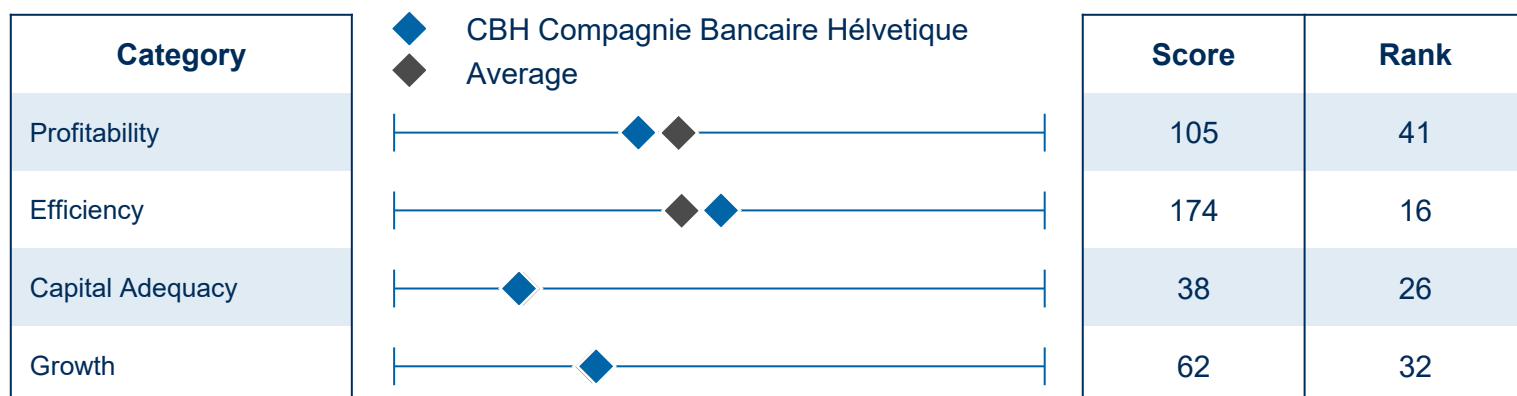 Category
CBH Compagnie Bancaire Hélvetique
Average
Score Rank
Profitability 105 41
Efficiency 174 16
Capital Adequacy 38 26
Growth 62 32